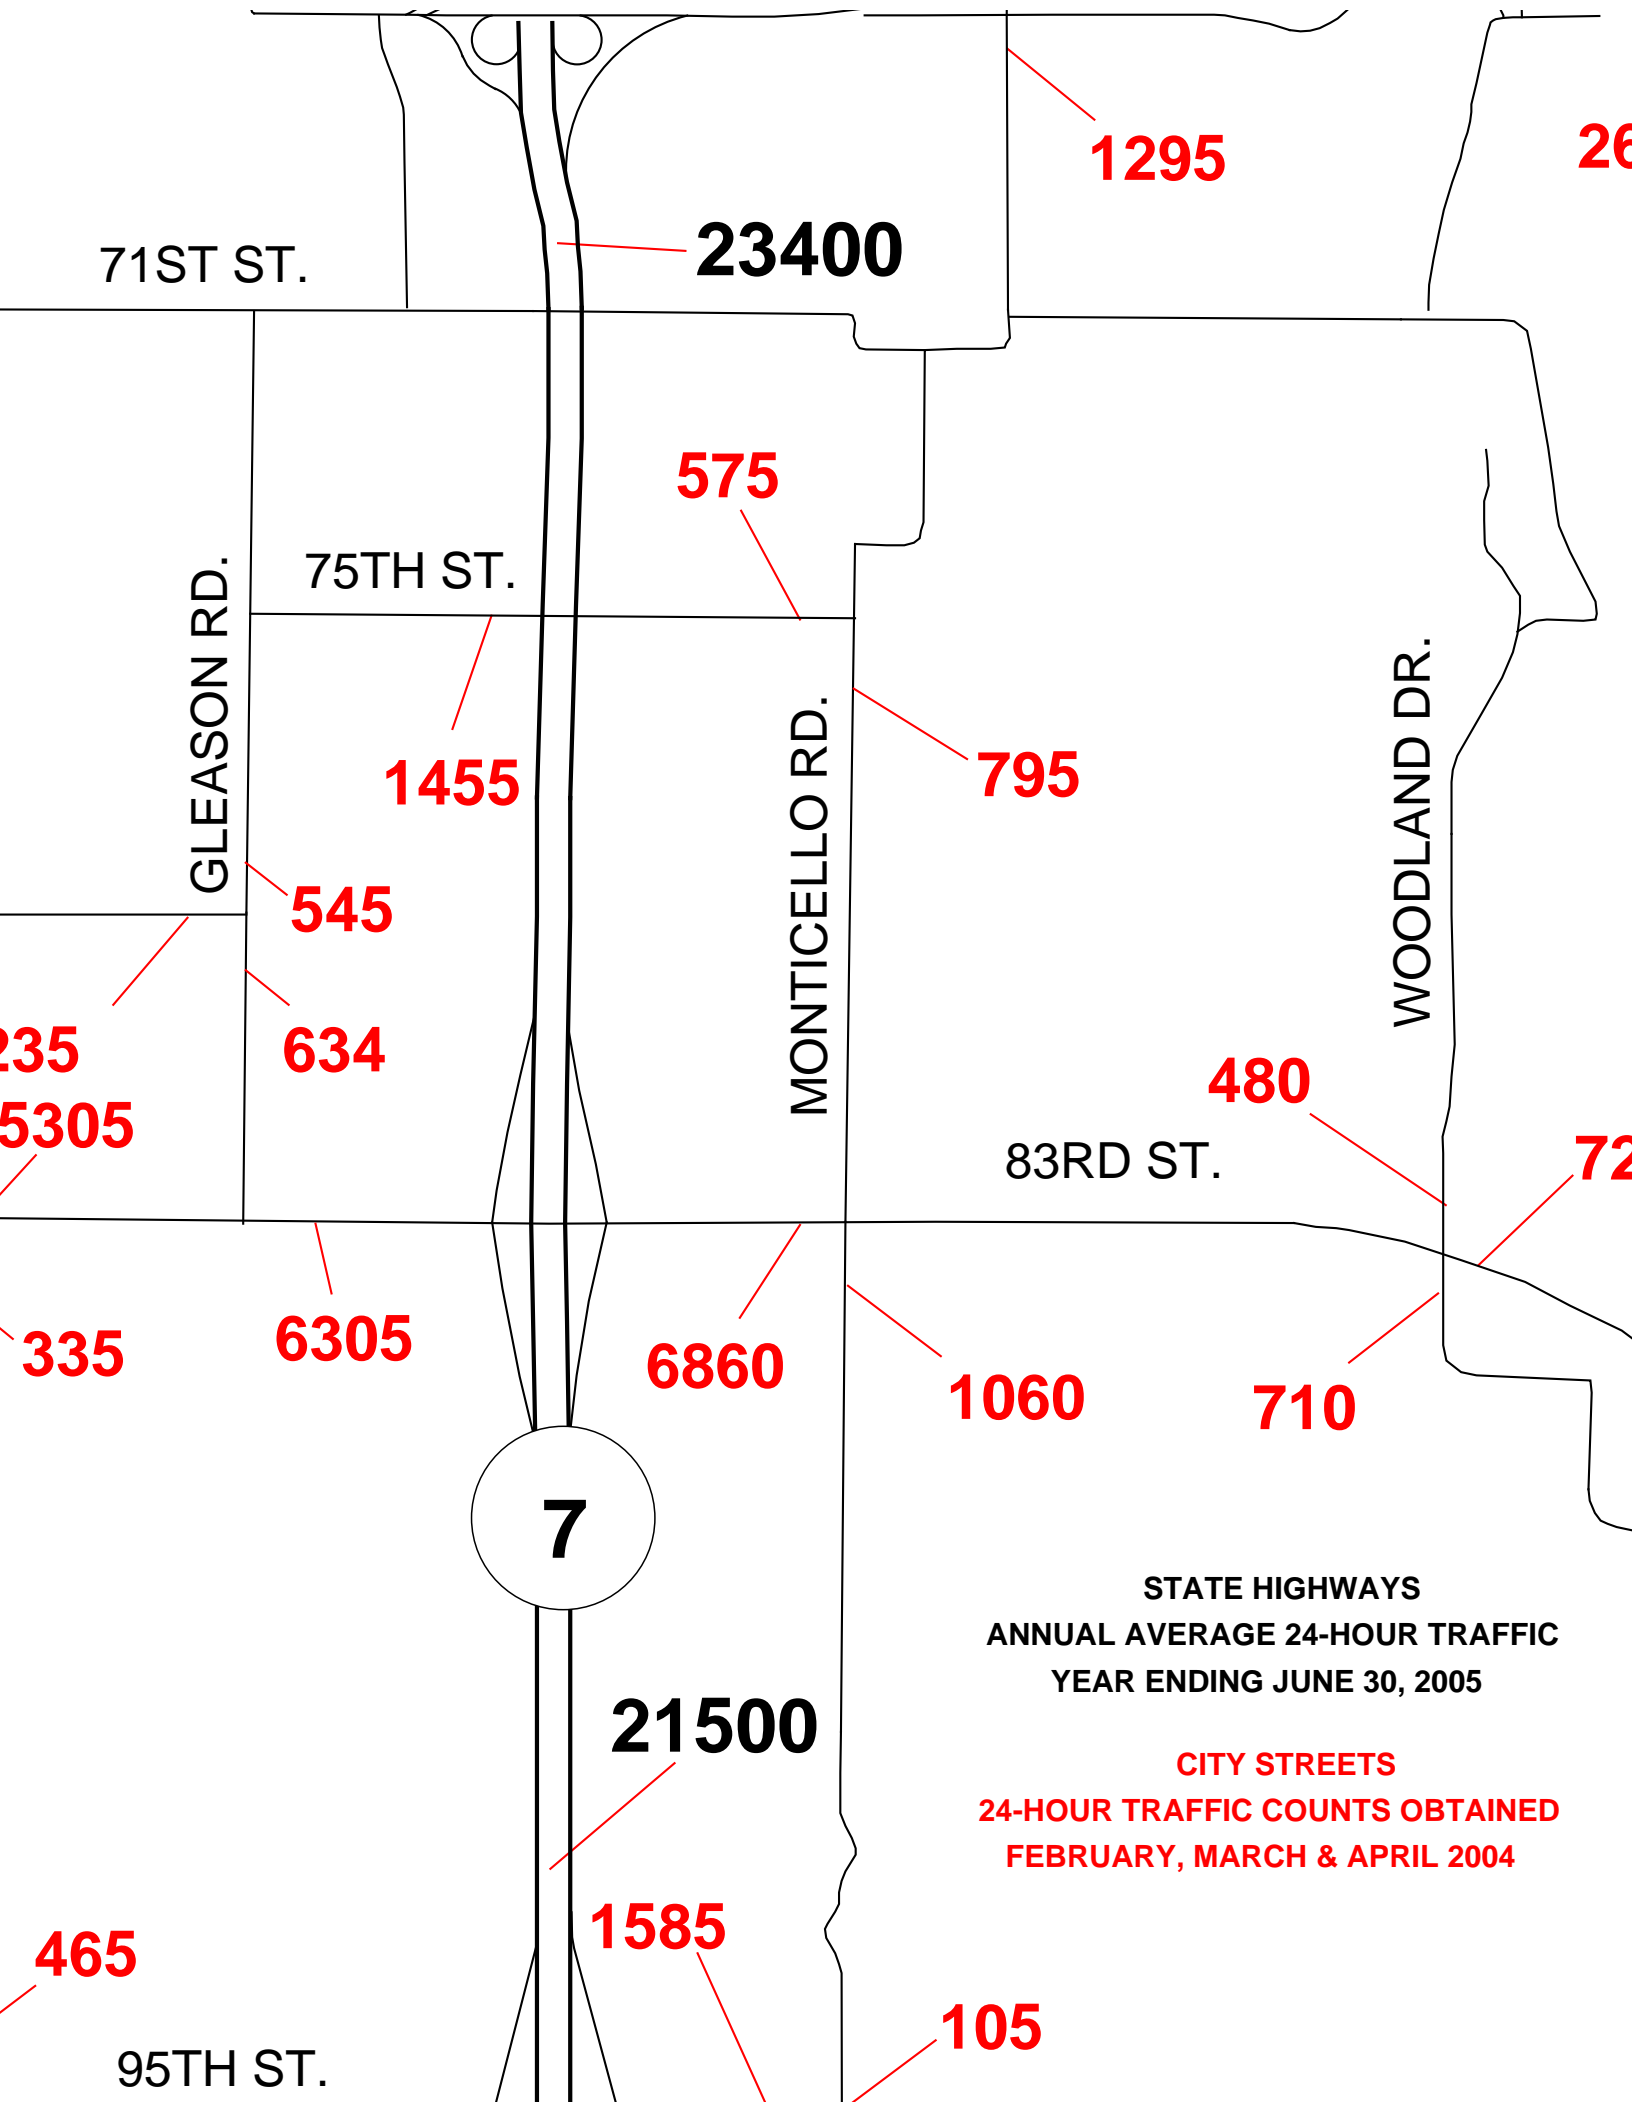 1295
23400
71ST ST.
575
75TH ST.
GLEASON RD.
1455
795
MONTICELLO RD.
WOODLAND DR.
545
634
235
5305
480
83RD ST.
72
335
6305
6860
1060
710
7
STATE HIGHWAYS
ANNUAL AVERAGE 24-HOUR TRAFFIC
YEAR ENDING JUNE 30, 2005
21500
CITY STREETS
24-HOUR TRAFFIC COUNTS OBTAINED
FEBRUARY, MARCH & APRIL 2004
1585
465
105
95TH ST.